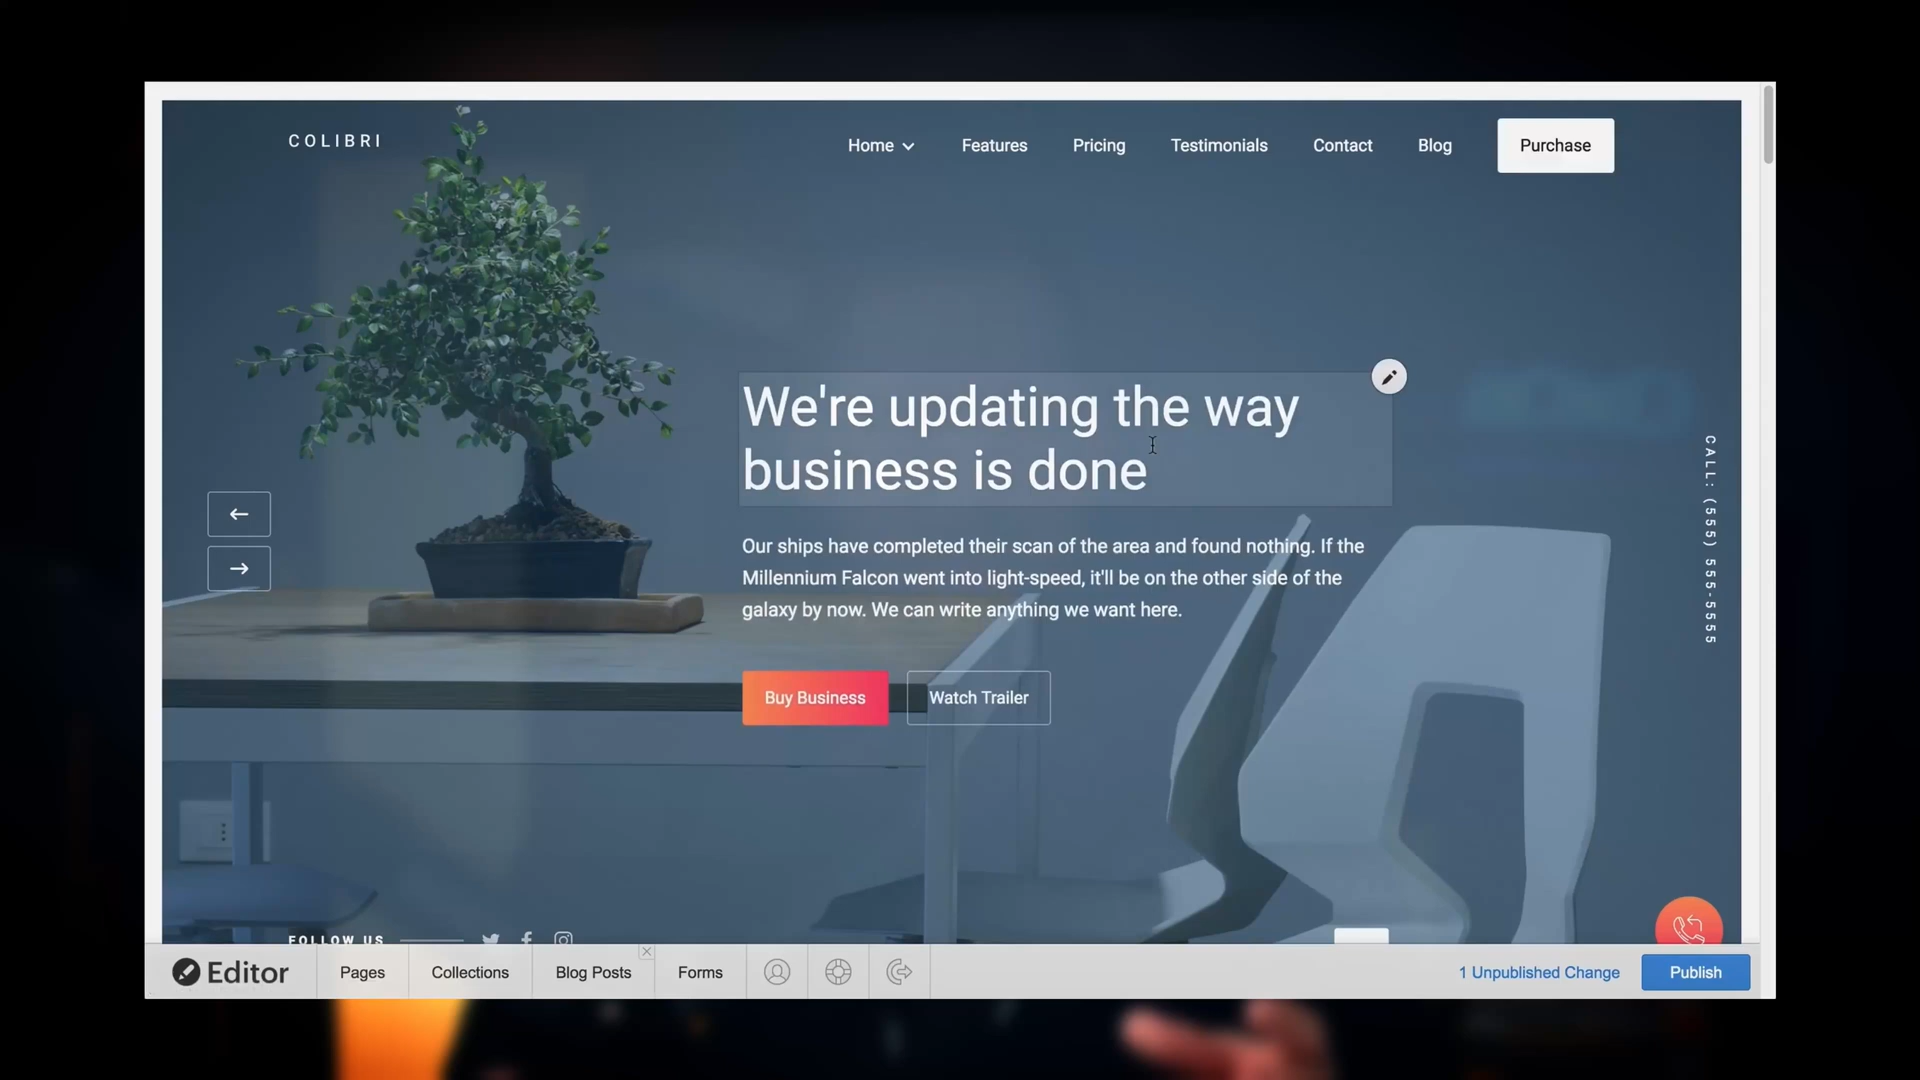 COLIBRI
Home
Features
Pricing
Testimonials
Contact
Blog
Purchase
We're updating the way
business is done
Our ships have completed their scan of the area and found nothing. If the
Millennium Falcon went into light-speed, it'll be on the other side of the
galaxy by now. We can write anything we want here.
Buy Business
Watch Trailer
CALL: (555) 555-5555
FOLLOW US
Editor
Pages
Collections
Blog Posts
Forms
1 Unpublished Change
Publish